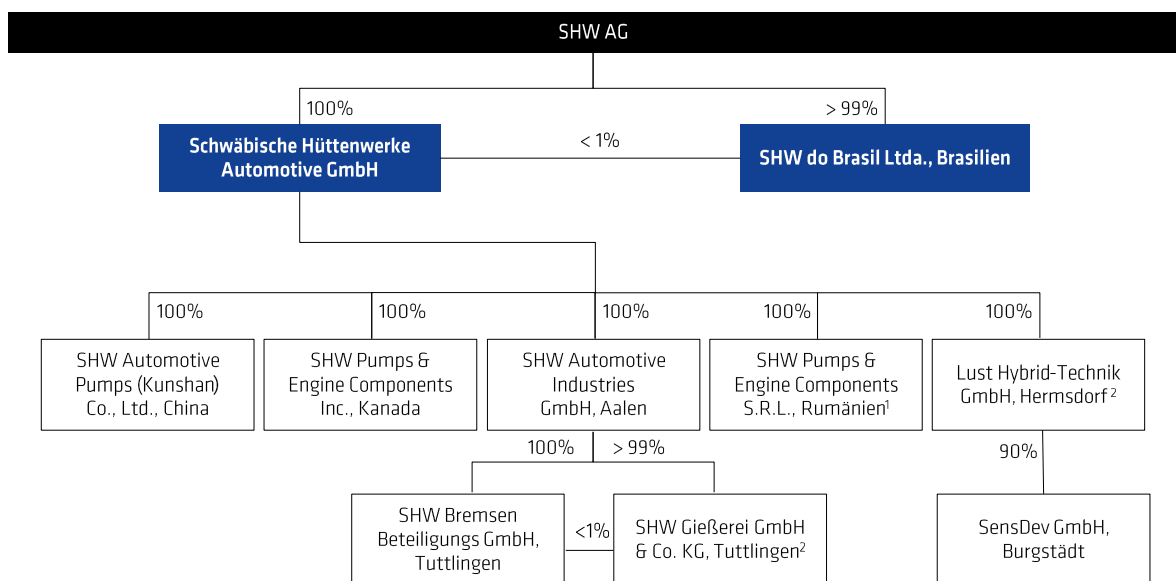 SHW AG
100%
> 99%
Schwäbische Hüttenwerke
Automotive GmbH
< 1%
SHW do Brasil Ltda., Brasilien
100%
100%
100%
100%
100%
SHW Automotive
Pumps (Kunshan)
Co., Ltd., China
SHW Pumps &
Engine Components
Inc., Kanada
SHW Automotive
Industries
GmbH, Aalen
SHW Pumps &
Engine Components
S.R.L., Rumänien¹
Lust Hybrid-Technik
GmbH, Hermsdorf²
100%
> 99%
90%
SHW Bremsen
Beteiligungs GmbH,
Tuttlingen
<1%
SHW Gießerei GmbH
& Co. KG, Tuttlingen²
SensDev GmbH,
Burgstädt